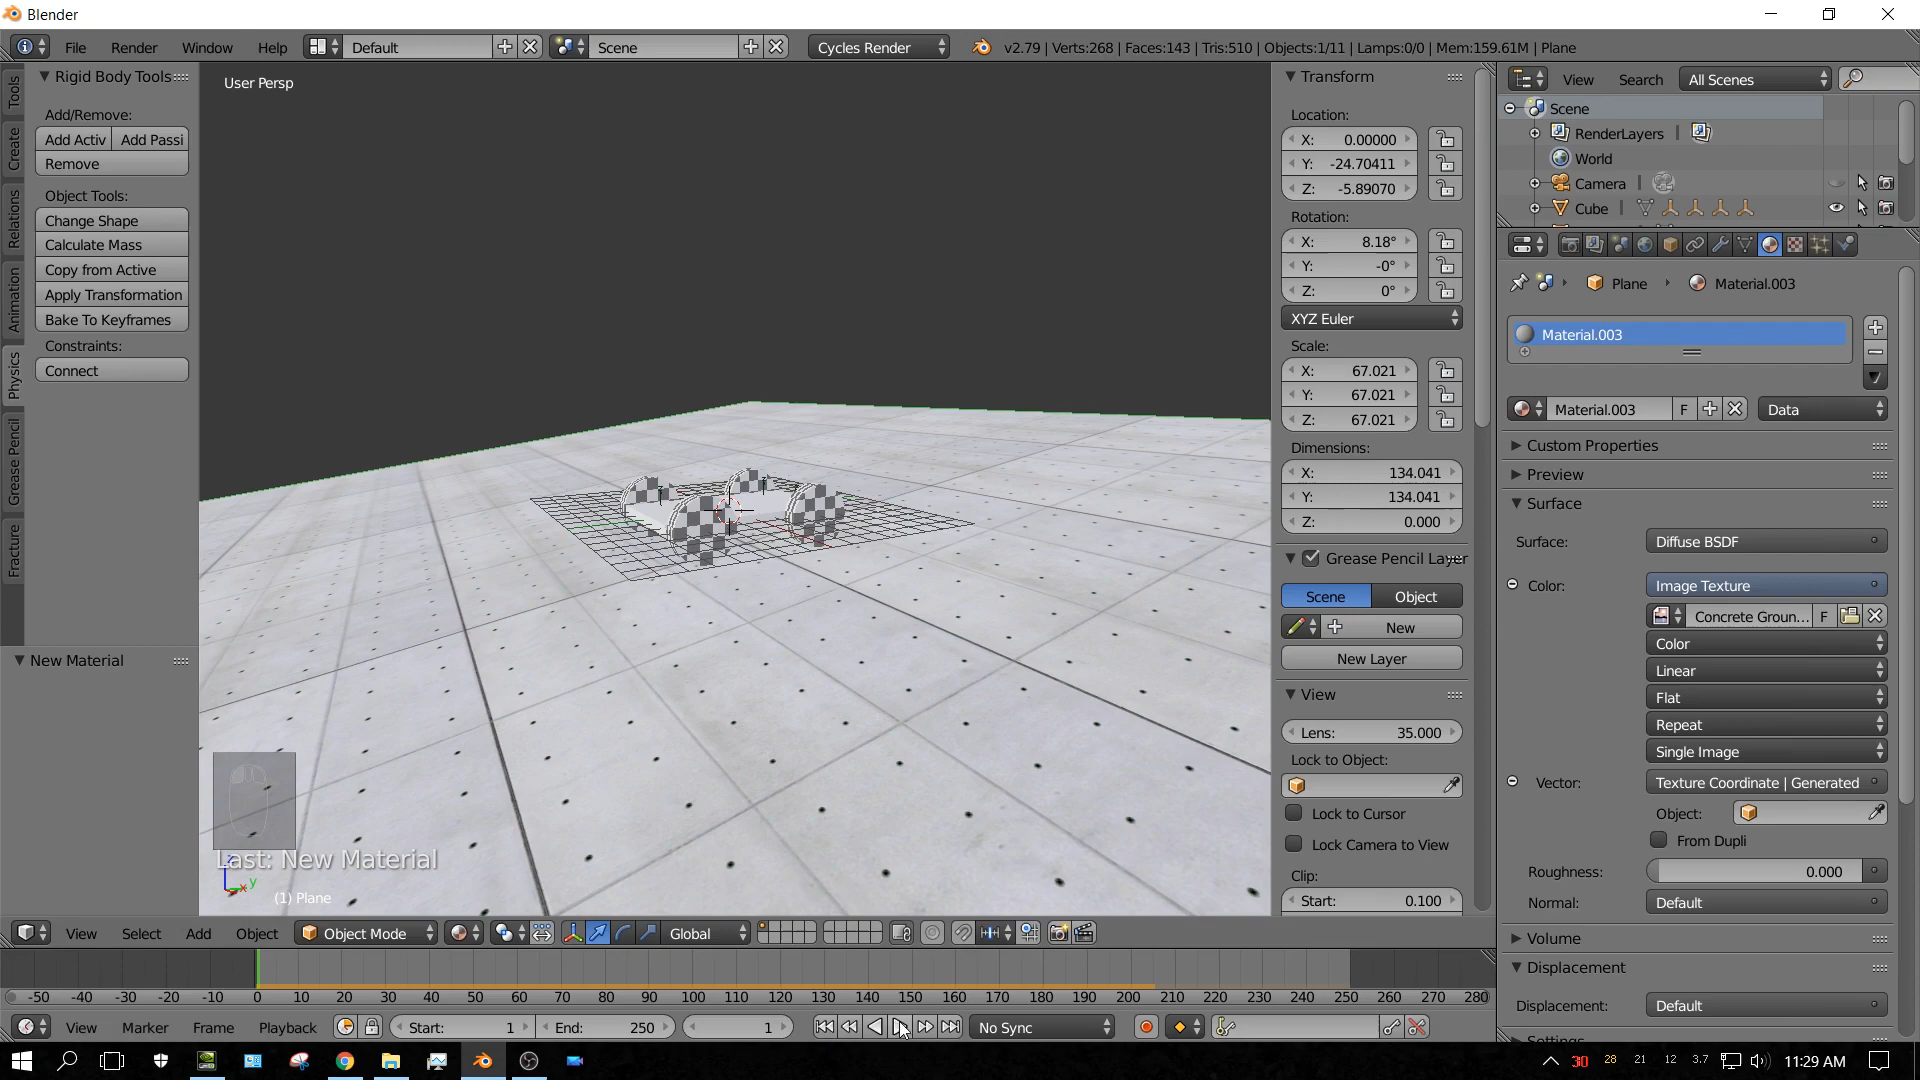 Blender
File Render Window Help Default Scene Cycles Render v2.79 | Verts:268 | Faces:143 | Tris:510 | Objects:1/11 | Lamps:0/0 | Mem:159.61M | Plane
Tools
Create
Relations
Animation
Physics
Grease Pencil
Fracture
Rigid Body Tools
Add/Remove:
Add Activ Add Passi
Remove
Object Tools:
Change Shape
Calculate Mass
Copy from Active
Apply Transformation
Bake To Keyframes
Constraints:
Connect
New Material
User Persp
Last: New Material
z
x y
(1) Plane
Transform
Location:
X: 0.00000
Y: -24.70411
Z: -5.89070
Rotation:
X: 8.18°
Y: -0°
Z: 0°
XYZ Euler
Scale:
X: 67.021
Y: 67.021
Z: 67.021
Dimensions:
X: 134.041
Y: 134.041
Z: 0.000
Grease Pencil Layer
Scene Object
New
New Layer
View
Lens: 35.000
Lock to Object:
Lock to Cursor
Lock Camera to View
Clip:
Start: 0.100
View Search All Scenes
Scene
RenderLayers |
World
Camera |
Cube |
Plane Material.003
Material.003
Material.003 F Data
Custom Properties
Preview
Surface
Surface: Diffuse BSDF
Color: Image Texture
Concrete Groun... F
Color
Linear
Flat
Repeat
Single Image
Vector: Texture Coordinate | Generated
Object:
From Dupli
Roughness: 0.000
Normal: Default
Volume
Displacement
Displacement: Default
Settings
View Select Add Object Object Mode Global
-50 -40 -30 -20 -10 0 10 20 30 40 50 60 70 80 90 100 110 120 130 140 150 160 170 180 190 200 210 220 230 240 250 260 270 280
View Marker Frame Playback Start: 1 End: 250 1 No Sync
30 28 21 12 3.7 11:29 AM